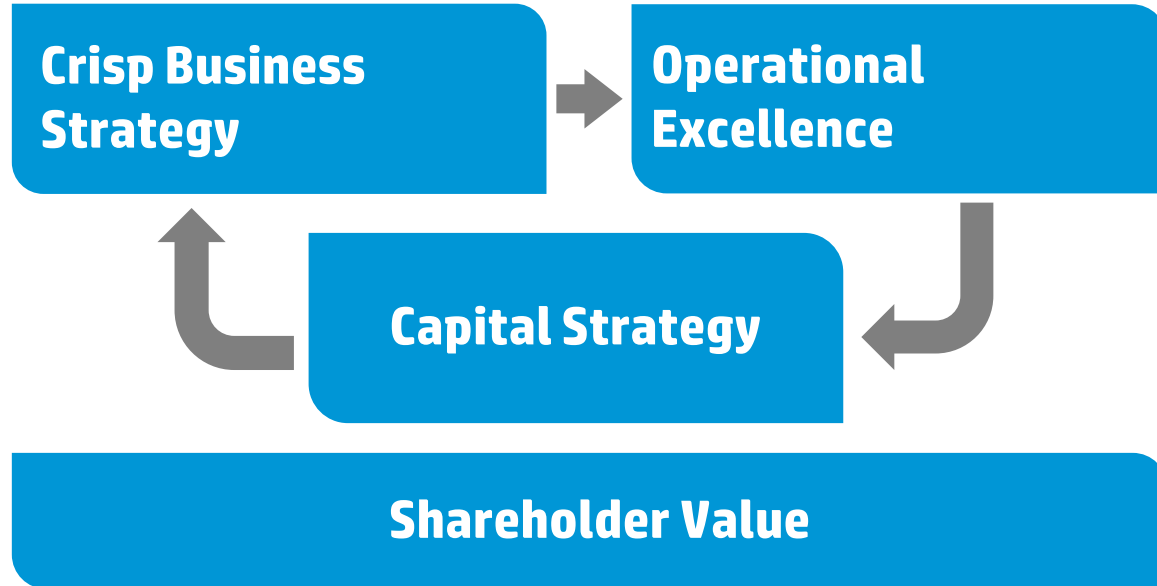 Crisp Business
Strategy
Operational
Excellence
Capital Strategy
Shareholder Value